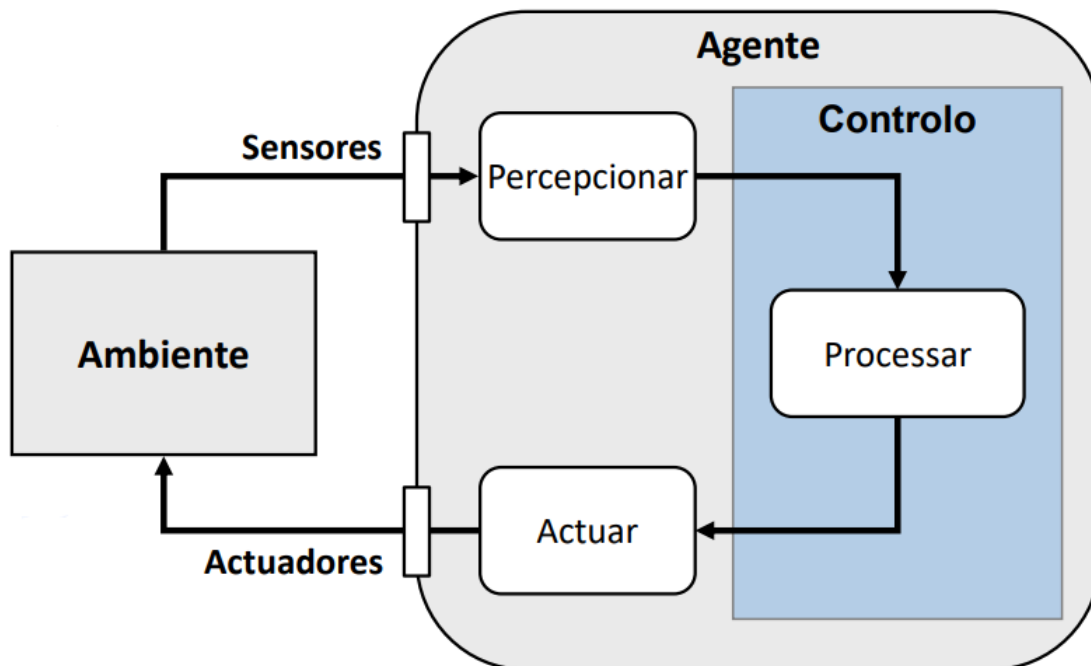 Agente
Controlo
Sensores
Percepcionar
Ambiente
Processar
Actuar
Actuadores